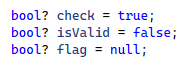 bool? check = true;
bool? isValid = false;
bool? flag = null;